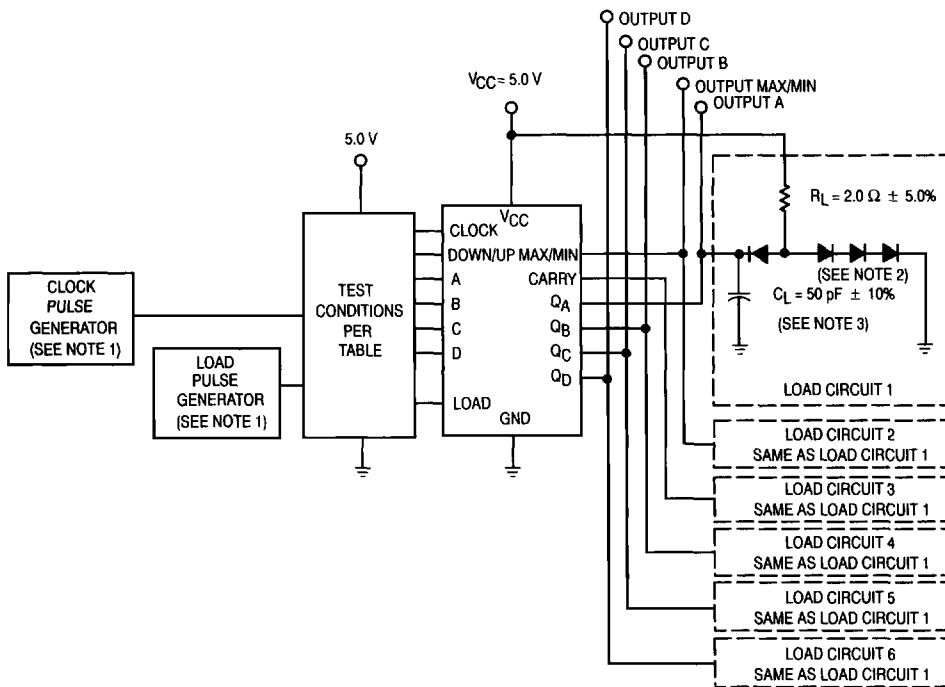 OUTPUT D
OUTPUT C
OUTPUT B
OUTPUT MAX/MIN
OUTPUT A
VCC = 5.0 V
5.0 V
RL = 2.0 Ω ± 5.0%
(SEE NOTE 2)
CL = 50 pF ± 10%
(SEE NOTE 3)
LOAD CIRCUIT 1
CLOCK
PULSE
GENERATOR
(SEE NOTE 1)
LOAD
PULSE
GENERATOR
(SEE NOTE 1)
TEST
CONDITIONS
PER
TABLE
VCC
CLOCK
DOWN/UP MAX/MIN
A CARRY
B QA
C QB
D QC
QD
LOAD
GND
LOAD CIRCUIT 2
SAME AS LOAD CIRCUIT 1
LOAD CIRCUIT 3
SAME AS LOAD CIRCUIT 1
LOAD CIRCUIT 4
SAME AS LOAD CIRCUIT 1
LOAD CIRCUIT 5
SAME AS LOAD CIRCUIT 1
LOAD CIRCUIT 6
SAME AS LOAD CIRCUIT 1